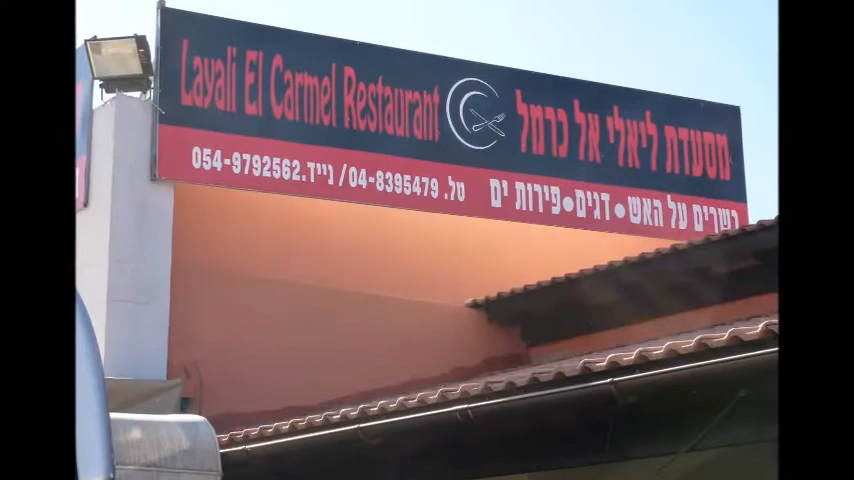 מסעדת ליאלי אל כרמל Layali El Carmel Restaurant
בשרים על האש • דגים • פירות ים טל. 04-8395479 / נייד. 054-9792562